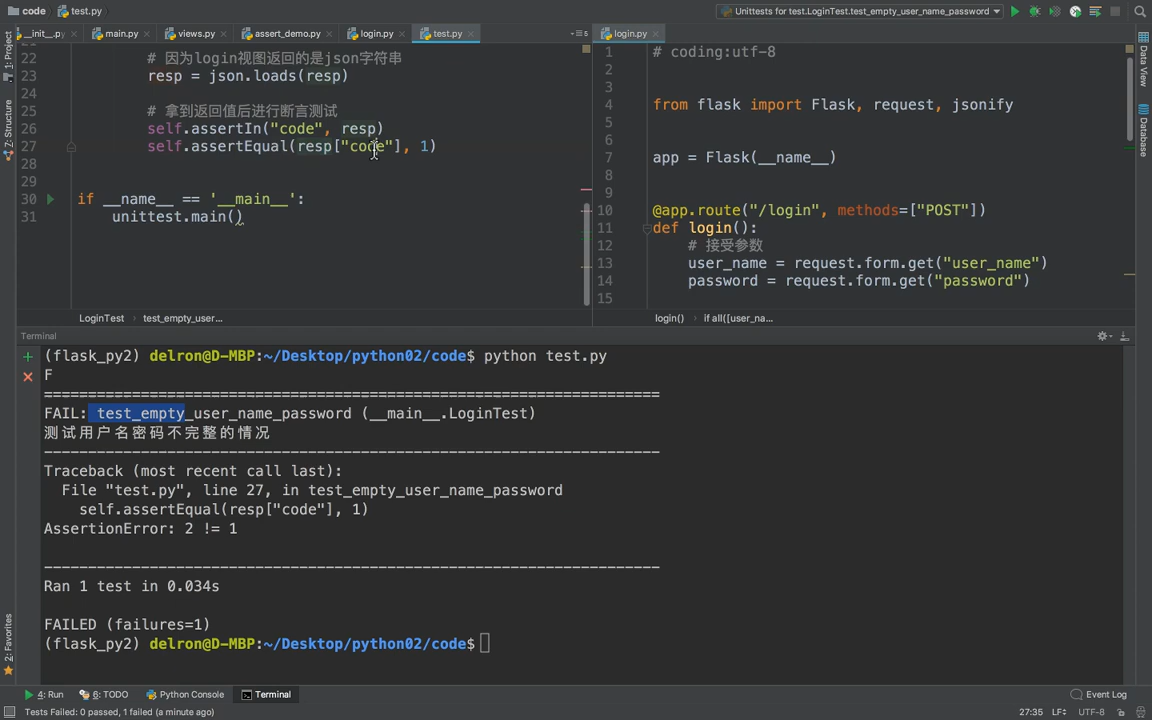 code test.py
Unittests for test.LoginTest.test_empty_user_name_password
__init__.py main.py views.py assert_demo.py login.py test.py
login.py
1: Project
Z: Structure
2: Favorites
Data View
Database
22 # 因为login视图返回的是json字符串
23 resp = json.loads(resp)
24
25 # 拿到返回值后进行断言测试
26 self.assertIn("code", resp)
27 self.assertEqual(resp["code"], 1)
28
29
30 if __name__ == '__main__':
31 unittest.main()
LoginTest test_empty_user...
1 # coding:utf-8
2
3
4 from flask import Flask, request, jsonify
5
6
7 app = Flask(__name__)
8
9
10 @app.route("/login", methods=["POST"])
11 def login():
12 # 接受参数
13 user_name = request.form.get("user_name")
14 password = request.form.get("password")
15
login() if all([user_na...
Terminal
(flask_py2) delron@D-MBP:~/Desktop/python02/code$ python test.py
F
======================================================================
FAIL: test_empty_user_name_password (__main__.LoginTest)
测试用户名密码不完整的情况
----------------------------------------------------------------------
Traceback (most recent call last):
File "test.py", line 27, in test_empty_user_name_password
self.assertEqual(resp["code"], 1)
AssertionError: 2 != 1
----------------------------------------------------------------------
Ran 1 test in 0.034s
FAILED (failures=1)
(flask_py2) delron@D-MBP:~/Desktop/python02/code$
4: Run 6: TODO Python Console Terminal Event Log
Tests Failed: 0 passed, 1 failed (a minute ago) 27:35 LF÷ UTF-8